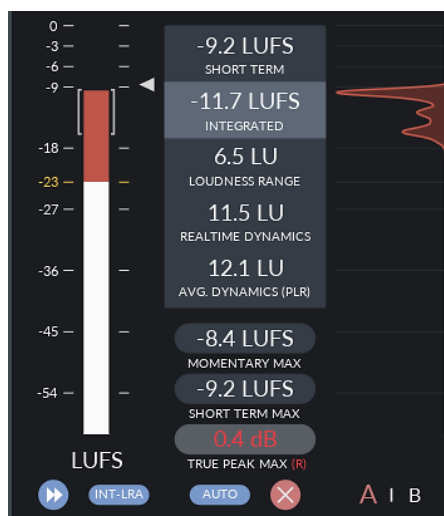 0
-3
-6
-9
-18
-23
-27
-36
-45
-54
LUFS
INT-LRA
-9.2 LUFS
SHORT TERM
-11.7 LUFS
INTEGRATED
6.5 LU
LOUDNESS RANGE
11.5 LU
REALTIME DYNAMICS
12.1 LU
AVG. DYNAMICS (PLR)
-8.4 LUFS
MOMENTARY MAX
-9.2 LUFS
SHORT TERM MAX
0.4 dB
TRUE PEAK MAX (R)
AUTO
A I B